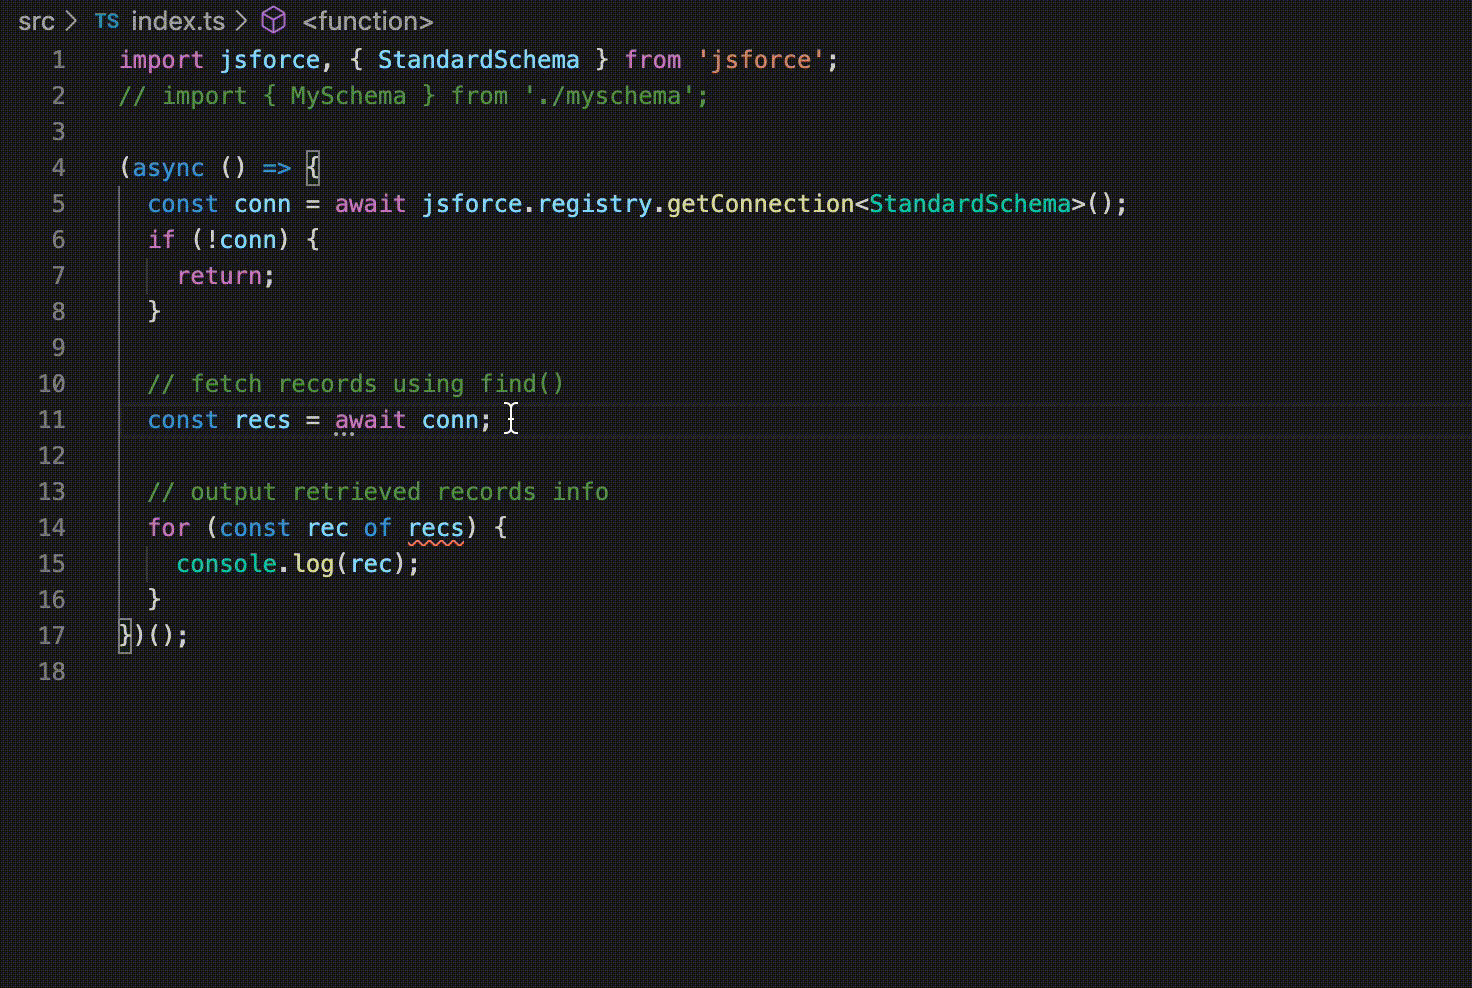 src > TS index.ts > <function>
1 import jsforce, { StandardSchema } from 'jsforce';
2 // import { MySchema } from './myschema';
3
4 (async () => {
5   const conn = await jsforce.registry.getConnection<StandardSchema>();
6   if (!conn) {
7     return;
8   }
9
10   // fetch records using find()
11   const recs = await conn;
12
13   // output retrieved records info
14   for (const rec of recs) {
15     console.log(rec);
16   }
17 })();
18